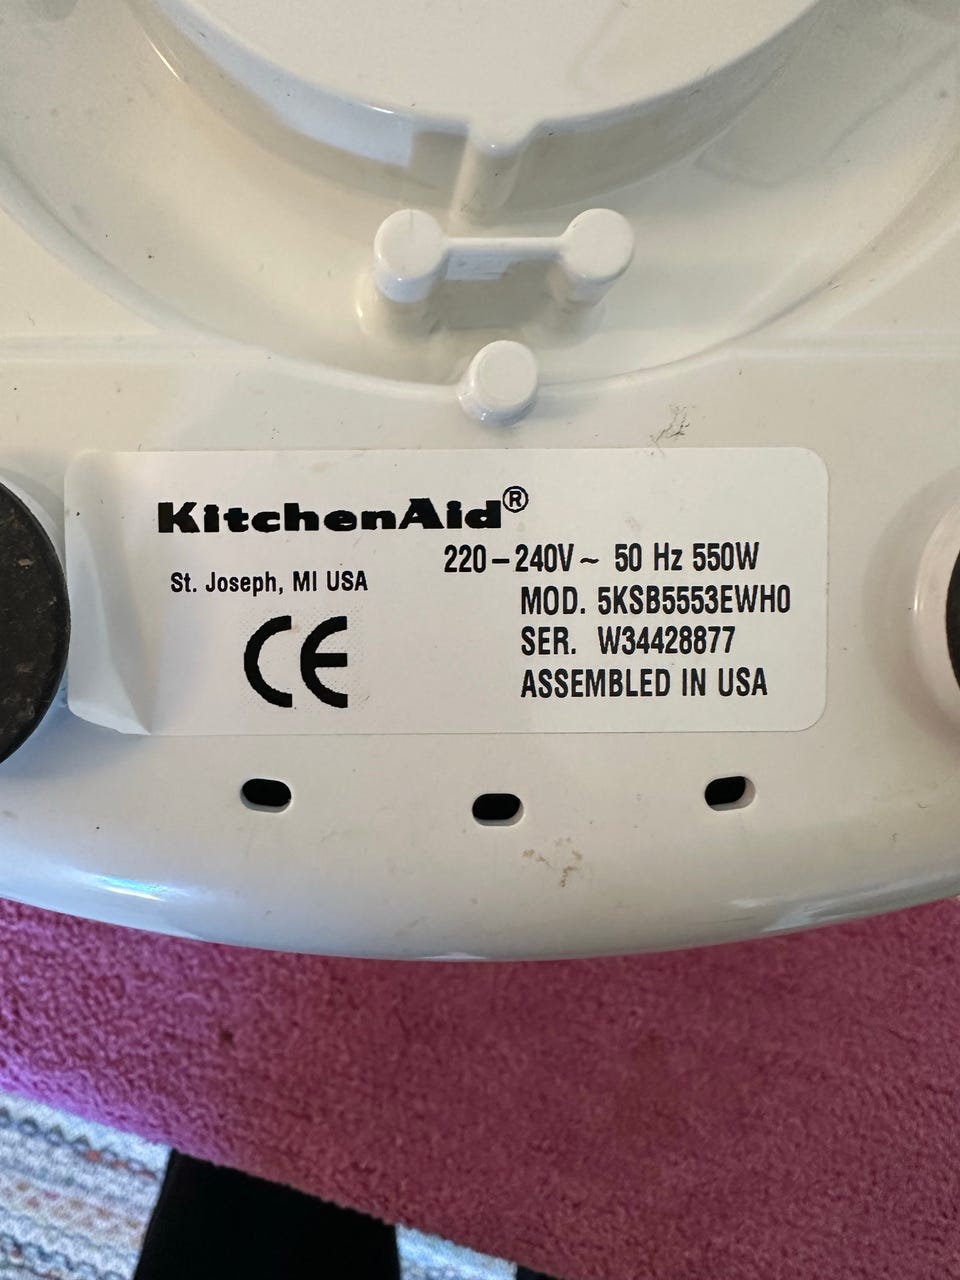 KitchenAid®
220-240V~ 50 Hz 550W
St. Joseph, MI USA
MOD. 5KSB5553EWH0
CE
SER. W34428877
ASSEMBLED IN USA